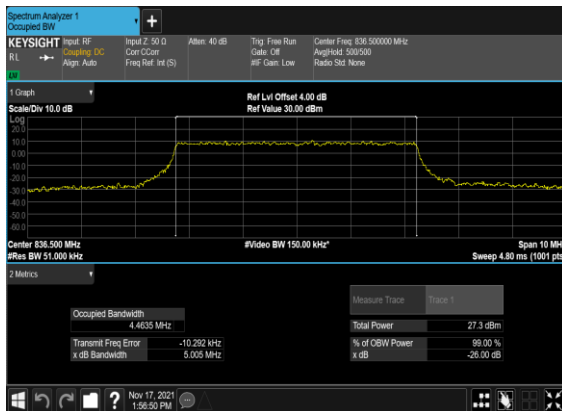 Spectrum Analyzer 1
Occupied BW
+
KEYSIGHT
RL
Input: RF
Coupling: DC
Align: Auto
Input Z: 50 Ω
Corr CCorr
Freq Ref: Int (S)
Atten: 40 dB
Trig: Free Run
Gate: Off
#IF Gain: Low
Center Freq: 836.500000 MHz
Avg|Hold: 500/500
Radio Std: None
1 Graph
Scale/Div 10.0 dB
Ref Lvl Offset 4.00 dB
Ref Value 30.00 dBm
Log
20.0
10.0
0.00
-10.0
-20.0
-30.0
-40.0
-50.0
-60.0
Center 836.500 MHz
#Video BW 150.00 kHz*
Span 10 MH
#Res BW 51.000 kHz
Sweep 4.80 ms (1001 pts
2 Metrics
Measure Trace
Trace 1
Occupied Bandwidth
4.4635 MHz
Total Power
27.3 dBm
Transmit Freq Error
-10.292 kHz
% of OBW Power
99.00 %
x dB Bandwidth
5.005 MHz
x dB
-26.00 dB
?
Nov 17, 2021
1:56:50 PM